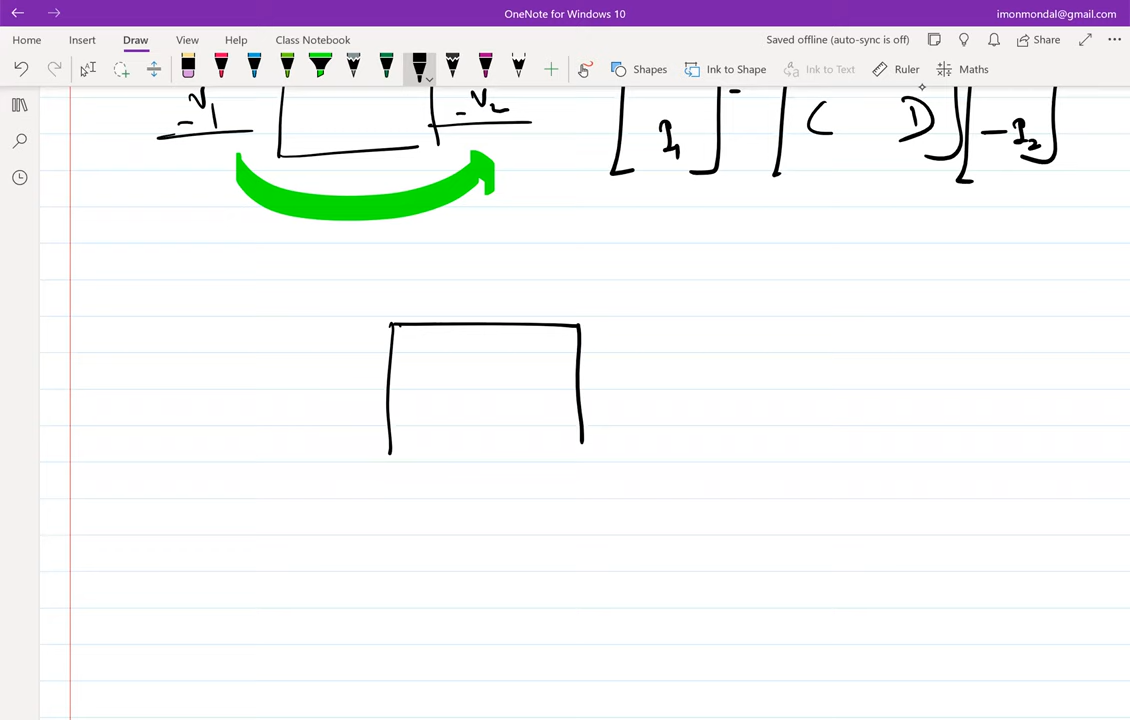 OneNote for Windows 10
imonmondal@gmail.com
Home Insert Draw View Help Class Notebook
Saved offline (auto-sync is off) Share
Shapes Ink to Shape Ink to Text Ruler Maths
- V1 - V2
I1 = C D - I2